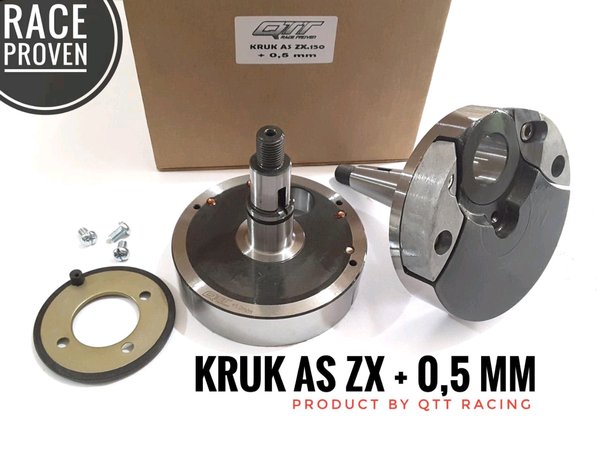 RACE
PROVEN
QTT
RACE PROVEN
KRUK AS ZX.150
+ 0,5 mm
KRUK AS ZX + 0,5 MM
PRODUCT BY QTT RACING